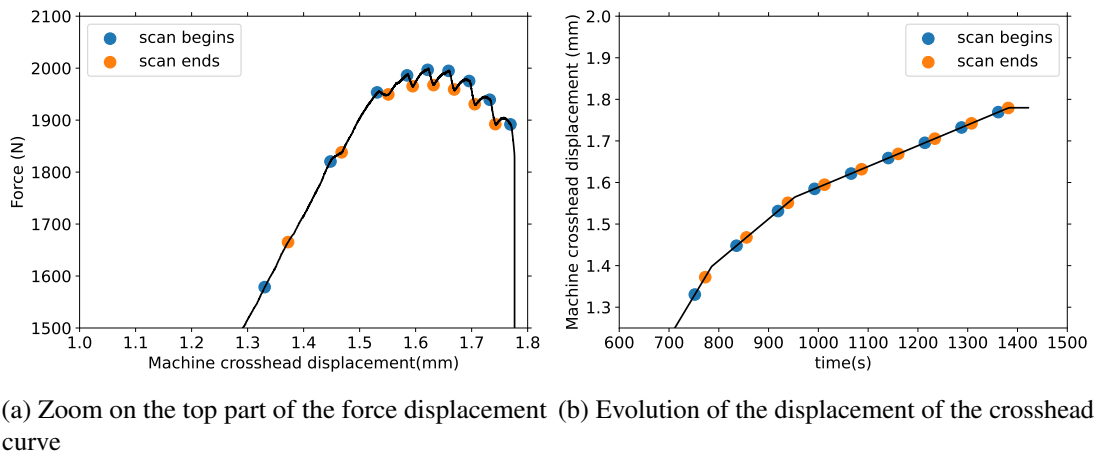 2100
2000
1900
1800
1700
1600
1500
Force (N)
scan begins
scan ends
1.0 1.1 1.2 1.3 1.4 1.5 1.6 1.7 1.8
Machine crosshead displacement(mm)
2.0
1.9
1.8
1.7
1.6
1.5
1.4
1.3
Machine crosshead displacement (mm)
scan begins
scan ends
600 700 800 900 1000 1100 1200 1300 1400 1500
time(s)
(a) Zoom on the top part of the force displacement
curve
(b) Evolution of the displacement of the crosshead